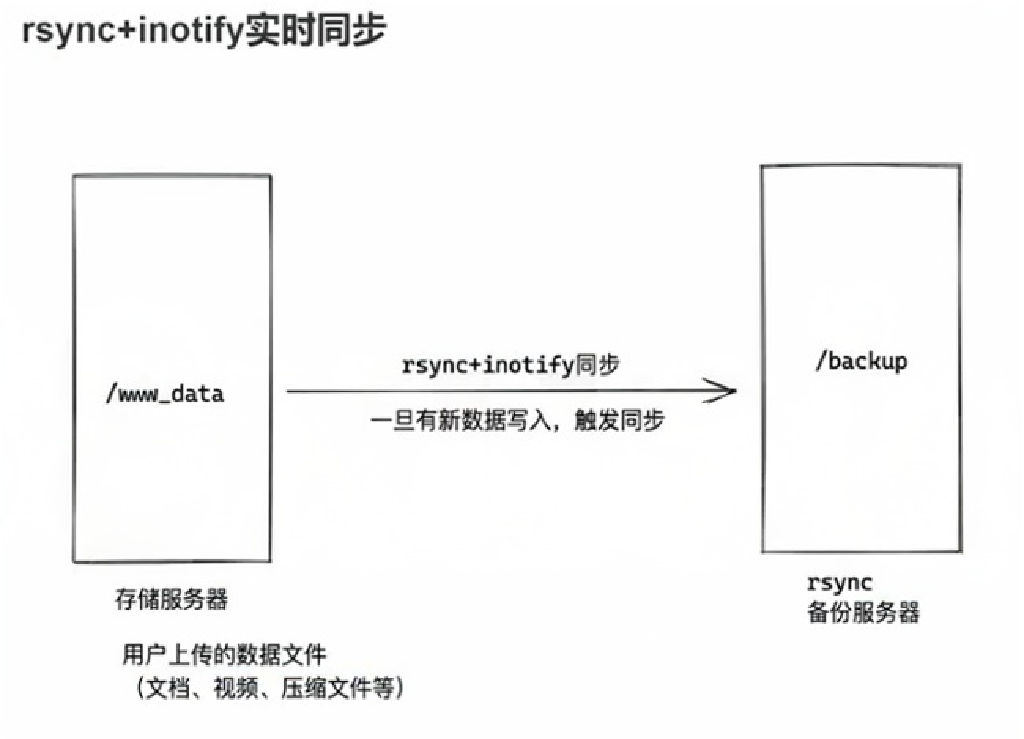 rsync+inotify实时同步
/www_data
rsync+inotify同步
一旦有新数据写入，触发同步
/backup
存储服务器
用户上传的数据文件
（文档、视频、压缩文件等）
rsync
备份服务器